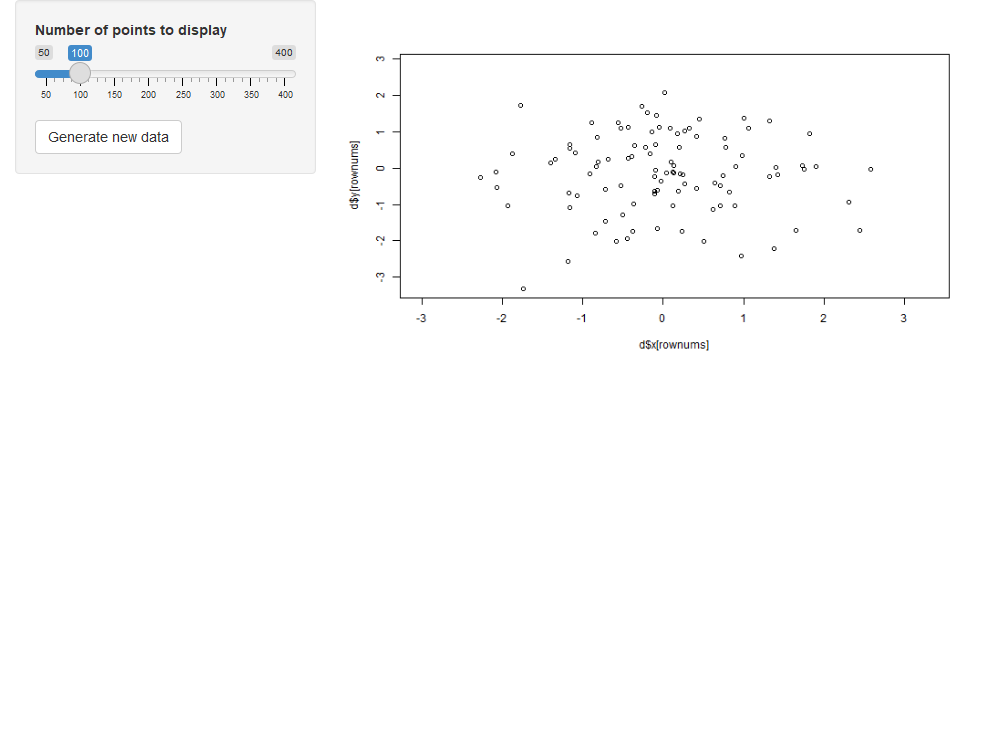 Number of points to display
50 100 400
50 100 150 200 250 300 350 400
Generate new data
d$y[rownums]
3
2
1
0
-1
-2
-3
-3 -2 -1 0 1 2 3
d$x[rownums]